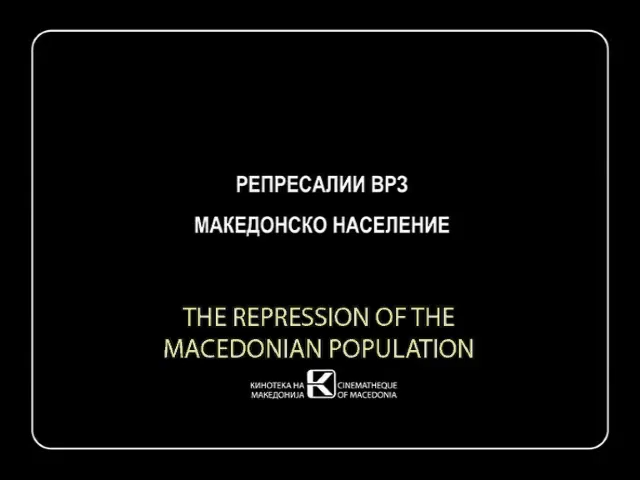 РЕПРЕСАЛИИ ВРЗ
МАКЕДОНСКО НАСЕЛЕНИЕ
THE REPRESSION OF THE
MACEDONIAN POPULATION
КИНОТЕКА НА
МАКЕДОНИЈА
K
CINEMATHEQUE
OF MACEDONIA